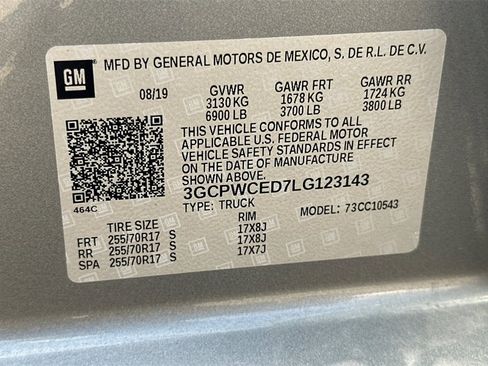 GM MFD BY GENERAL MOTORS DE MEXICO, S. DE R.L. DE C.V.
08/19 GVWR GAWR FRT GAWR RR
3130 KG 1678 KG 1724 KG
6900 LB 3700 LB 3800 LB
THIS VEHICLE CONFORMS TO ALL
APPLICABLE U.S. FEDERAL MOTOR
VEHICLE SAFETY STANDARDS IN EFFECT
ON THE DATE OF MANUFACTURE SHOWN ABOVE.
3GCPWCED7LG123143
464C
TYPE: TRUCK MODEL: 73CC10543
TIRE SIZE RIM
FRT 255/70R17 S 17X8J
RR 255/70R17 S 17X8J
SPA 255/70R17 S 17X7J